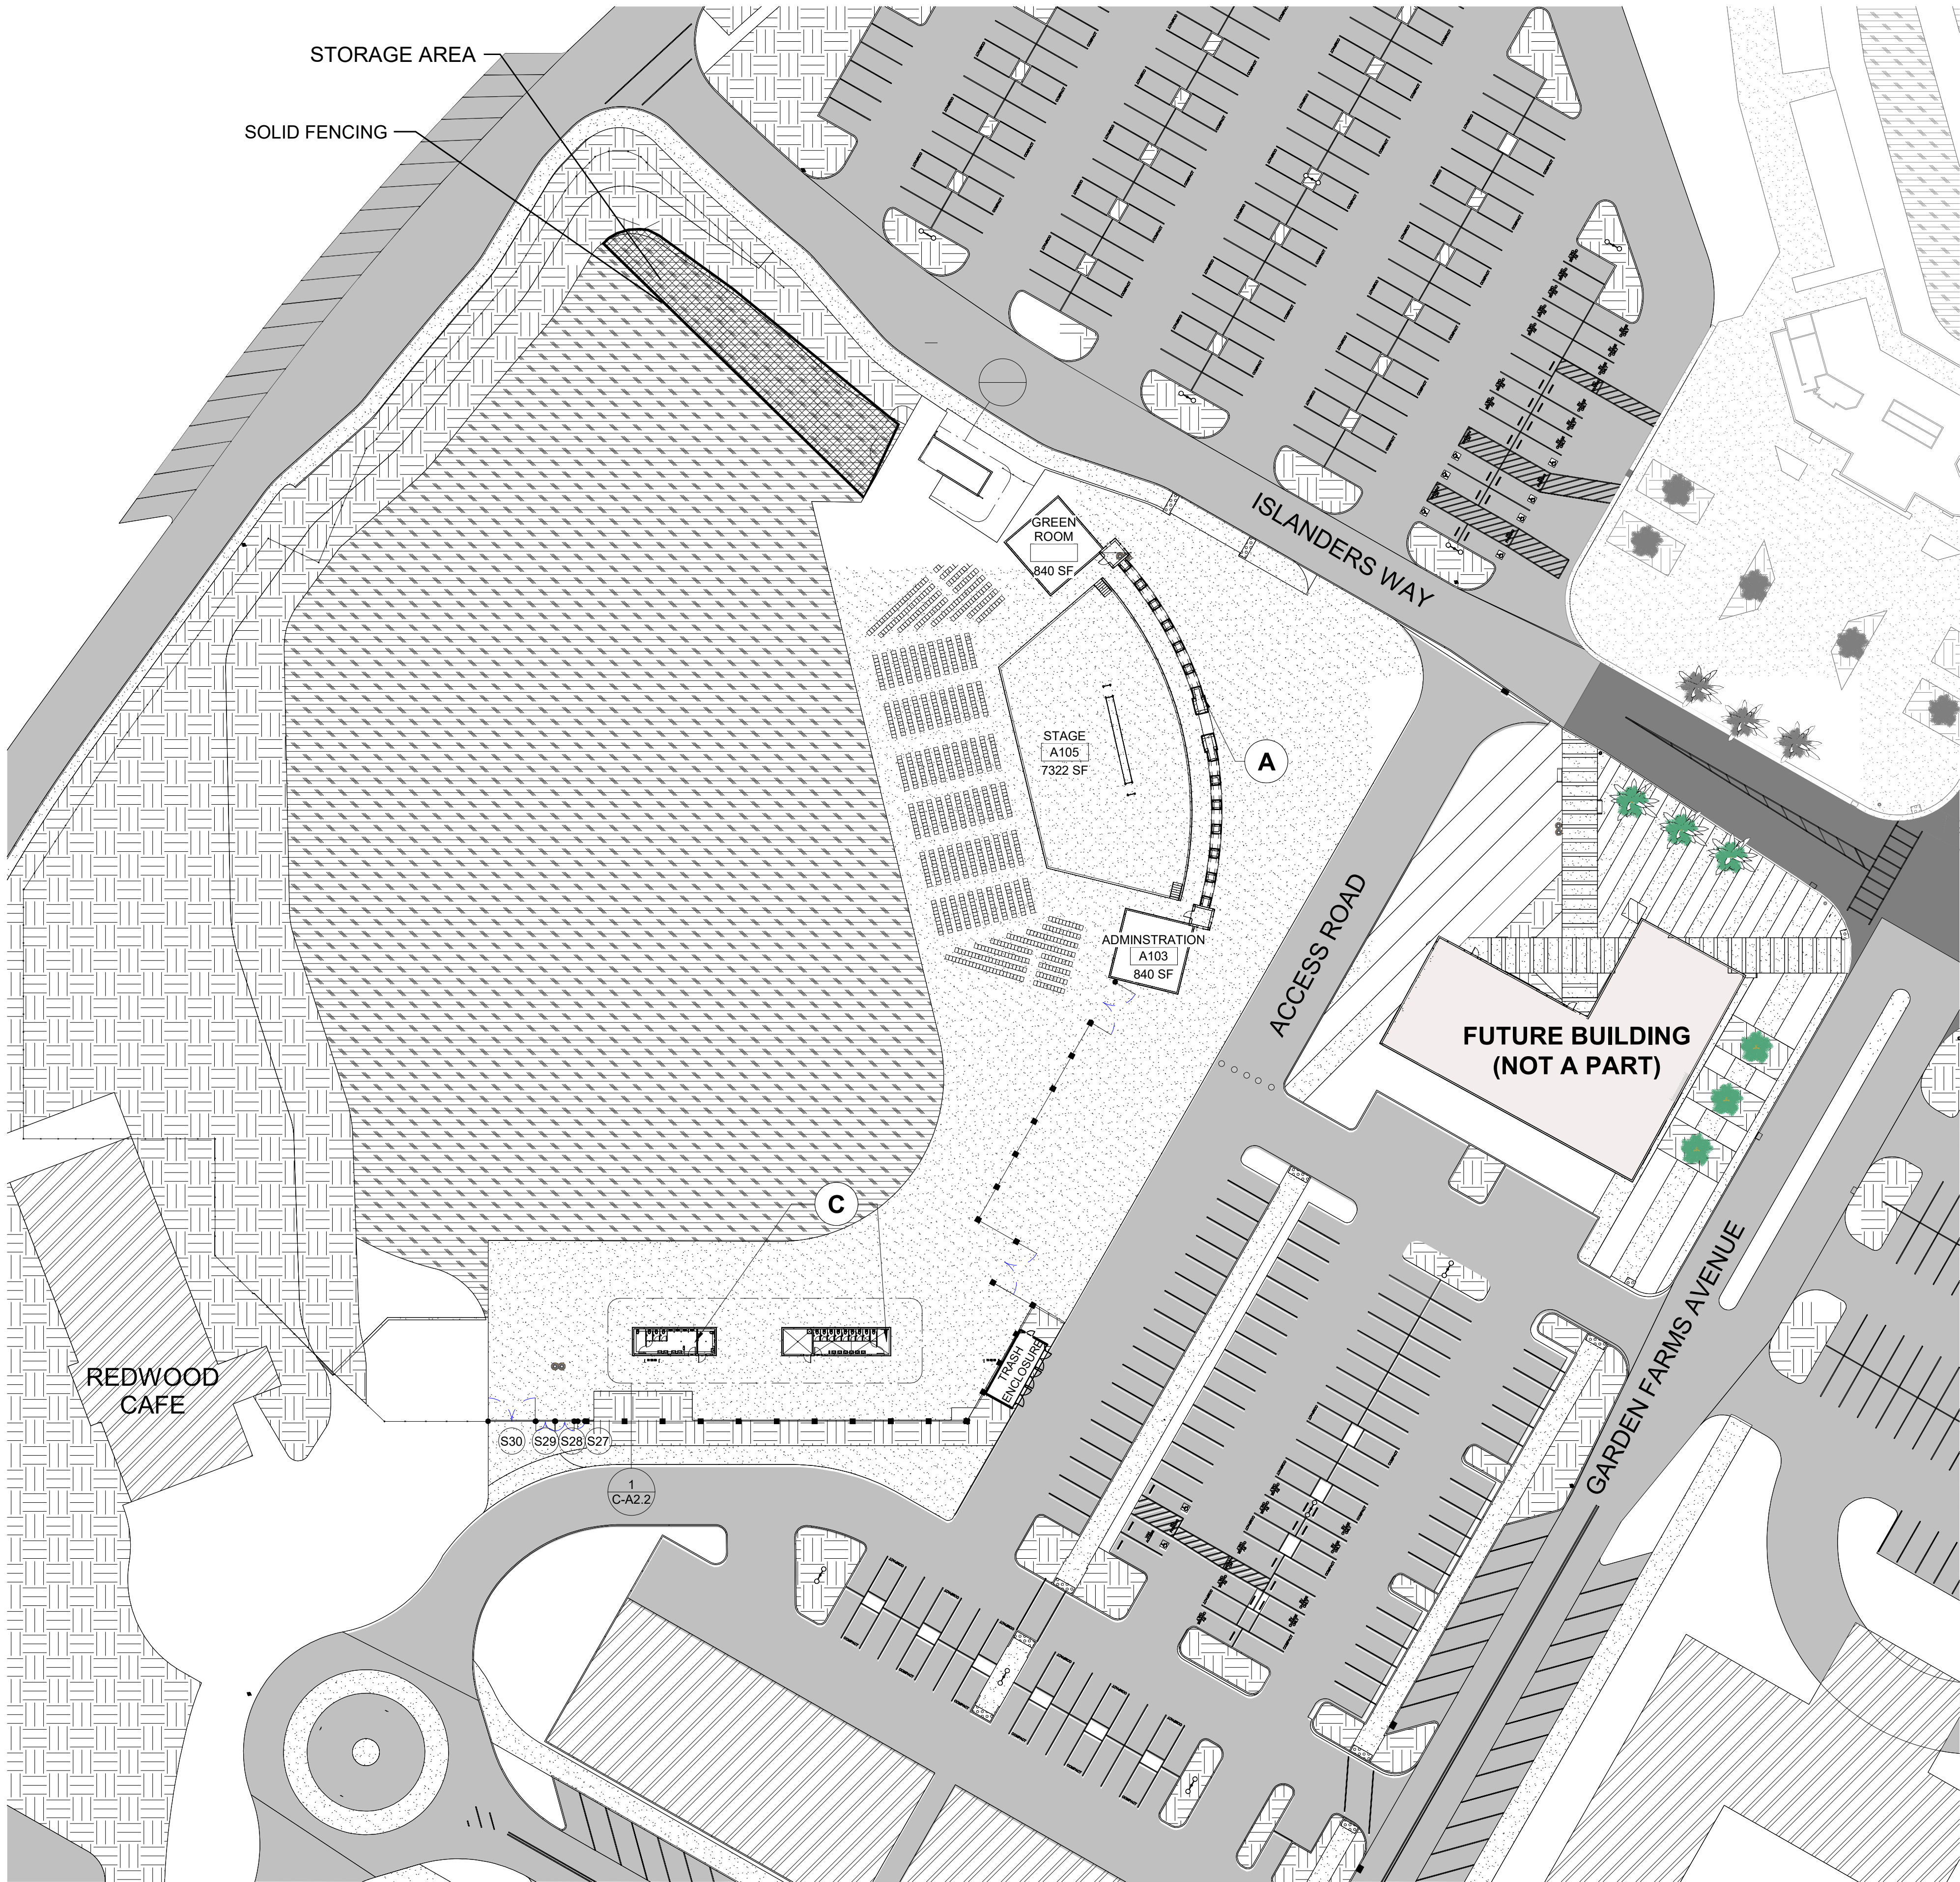 STORAGE AREA
SOLID FENCING
ISLANDERS WAY
GREEN
ROOM
840 SF
STAGE
A105
7322 SF
A
ADMINSTRATION
A103
840 SF
ACCESS ROAD
FUTURE BUILDING
(NOT A PART)
C
GARDEN FARMS AVENUE
TRASH
ENCLOSURE
REDWOOD
CAFE
S30 S29 S28 S27
1
C-A2.2